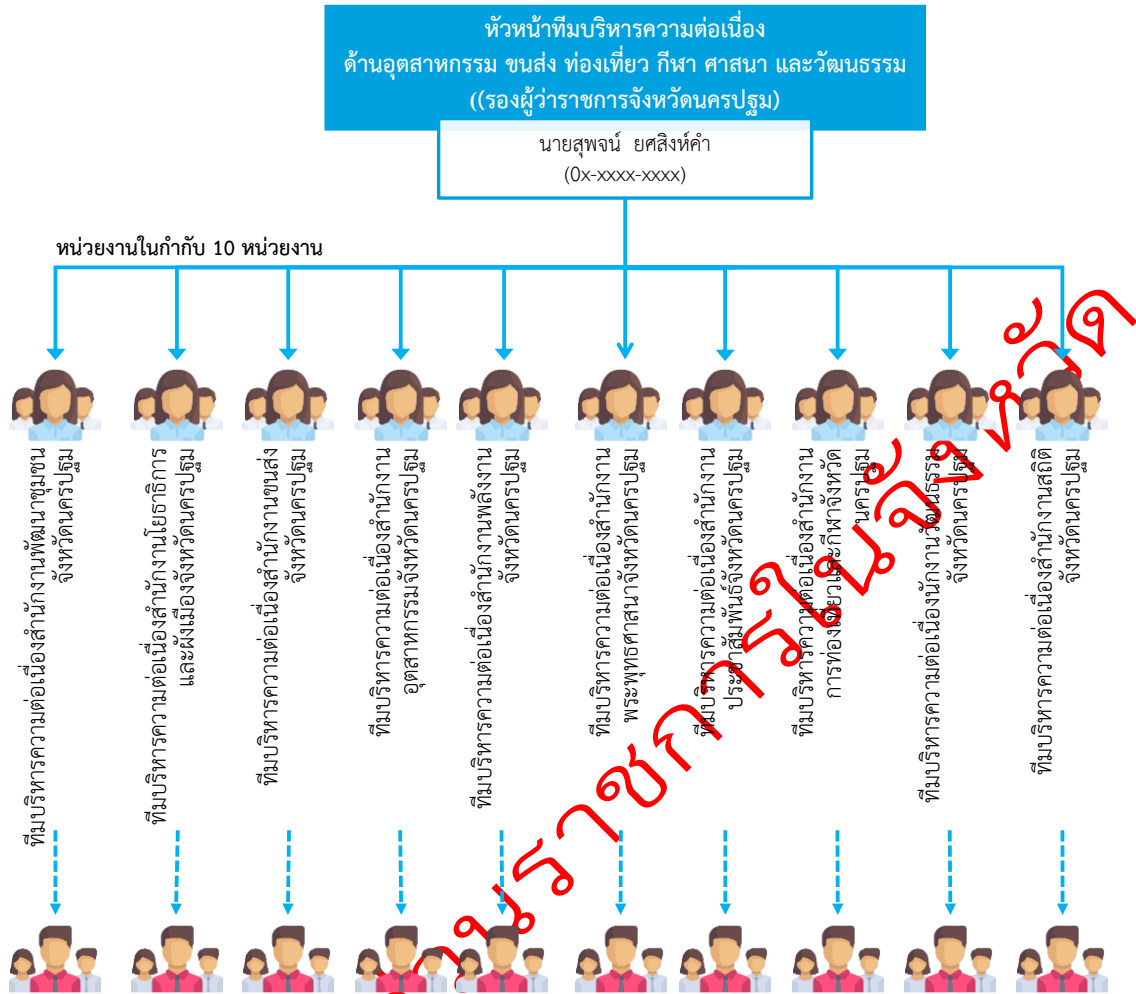 หัวหน้าทีมบริหารความต่อเนื่อง
ด้านอุตสาหกรรม ขนส่ง ท่องเที่ยว กีฬา ศาสนา และวัฒนธรรม
((รองผู้ว่าราชการจังหวัดนครปฐม)
นายสุพจน์ ยศสิงห์คำ
(0x-xxxx-xxxx)
หน่วยงานในกำกับ 10 หน่วยงาน
ทีมบริหารความต่อเนื่องสำนักงานพัฒนาชุมชน
จังหวัดนครปฐม
ทีมบริหารความต่อเนื่องสำนักงานโยธาธิการ
และผังเมืองจังหวัดนครปฐม
ทีมบริหารความต่อเนื่องสำนักงานขนส่ง
จังหวัดนครปฐม
ทีมบริหารความต่อเนื่องสำนักงาน
อุตสาหกรรมจังหวัดนครปฐม
ทีมบริหารความต่อเนื่องสำนักงานพลังงาน
จังหวัดนครปฐม
ทีมบริหารความต่อเนื่องสำนักงาน
พระพุทธศาสนาจังหวัดนครปฐม
ทีมบริหารความต่อเนื่องสำนักงาน
ประชาสัมพันธ์จังหวัดนครปฐม
ทีมบริหารความต่อเนื่องสำนักงาน
การท่องเที่ยวและกีฬาจังหวัด
นครปฐม
ทีมบริหารความต่อเนื่องนักงานวัฒนธรรม
จังหวัดนครปฐม
ทีมบริหารความต่อเนื่องสำนักงานสถิติ
จังหวัดนครปฐม
ราชการในจังหวัด